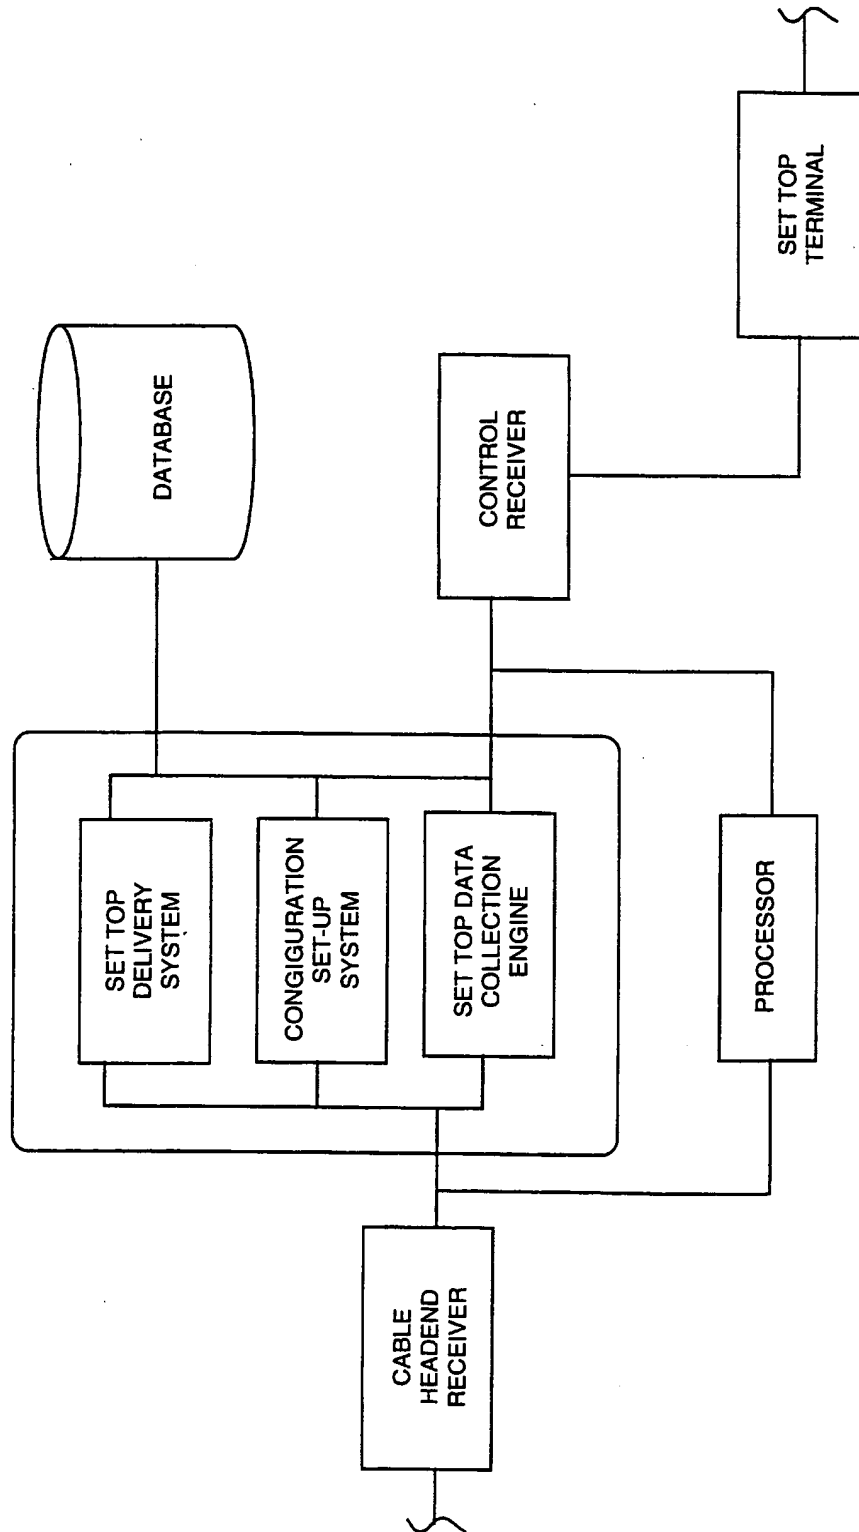 CABLE
HEADEND
RECEIVER
SET TOP
DELIVERY
SYSTEM
CONGIGURATION
SET-UP
SYSTEM
SET TOP DATA
COLLECTION
ENGINE
PROCESSOR
DATABASE
CONTROL
RECEIVER
SET TOP
TERMINAL